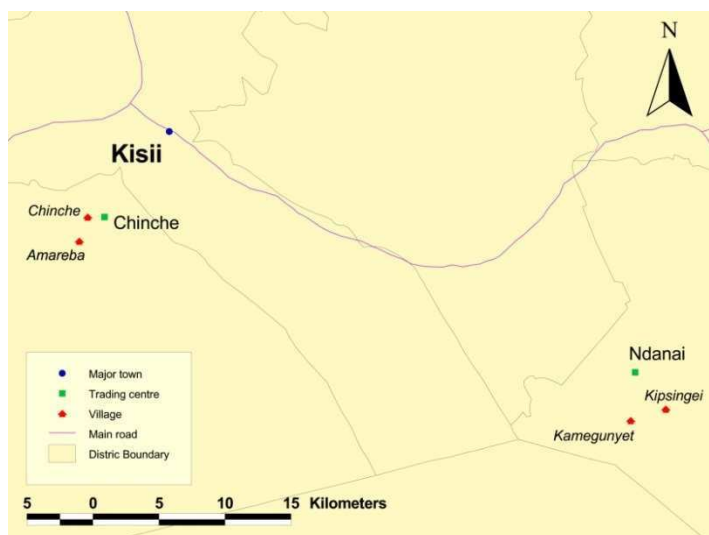 N
Kisii
Chinche
Chinche
Amareba
Ndanai
Kipsingei
Kamegunyet
Major town
Trading centre
Village
Main road
Distric Boundary
5 0 5 10 15 Kilometers